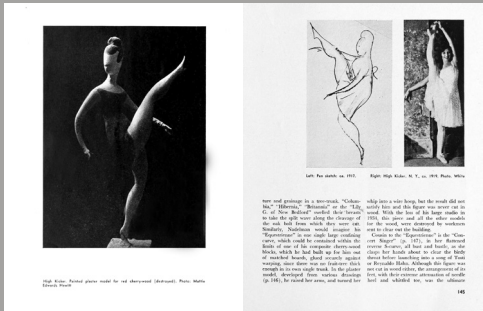 High Kicker. Painted plaster model for red cherry-wood (destroyed). Photo: Mattie
Edwards Hewitt
Left: Pen sketch: ca. 1917.
Right: High Kicker. N. Y., ca. 1919. Photo. White
ture and grainage in a tree-trunk. "Colum-
bia," "Hibernia," "Britannia" or the "Lily
G. of New Bedford" swelled their breasts
to take the split wave along the cleavage of
the oak bolt from which they were cut.
Similarly, Nadelman would imagine his
"Equestrienne" in one single large confining
curve, which could be contained within the
limits of one of his composite cherry-wood
blocks, which he had built up for him out
of matched boards, glued securely against
warping, since there was no fruit-tree thick
enough in its own single trunk. In the plaster
model, developed from various drawings
(p. 146), he raised her arms, and turned her
whip into a wire hoop, but the result did not
satisfy him and this figure was never cut in
wood. With the loss of his large studio in
this piece and all the other models
for the wood, were destroyed by workmen
sent to clear out the building.
Cousin to the "Equestrienne" is the "Con-
cert Singer" (p. 147), in her flattened
reverse S-curve, all bust and bustle, as she
clasps her hands about to clear the birdy
throat before launching into a song of Tosti
or Reynaldo Hahn. Although this figure was
not cut in wood either, the arrangement of its
feet, with their extreme attenuation of needle
heel and whittled toe, was the ultimate
145